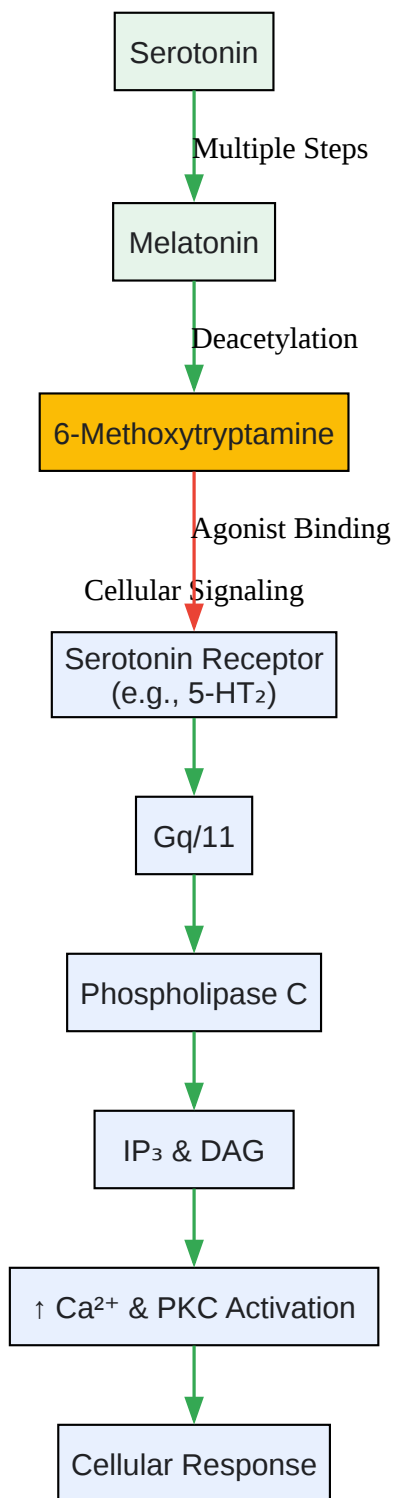 Serotonin
Multiple Steps
Melatonin
Deacetylation
6-Methoxytryptamine
Agonist Binding
Cellular Signaling
Serotonin Receptor
(e.g., 5-HT₂)
Gq/11
Phospholipase C
IP₃ & DAG
↑ Ca²⁺ & PKC Activation
Cellular Response